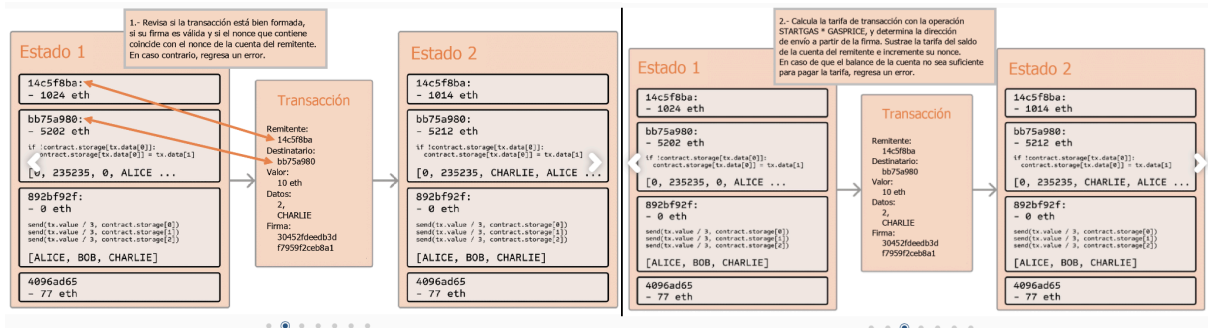 1.- Revisa si la transacción está bien formada,
si su firma es válida y si el nonce que contiene
coincide con el nonce de la cuenta del remitente.
En caso contrario, regresa un error.
Estado 1
14c5f8ba:
- 1024 eth
bb75a980:
- 5202 eth
if !contract.storage[tx.data[0]]:
contract.storage[tx.data[0]] = tx.data[1]
[0, 235235, 0, ALICE ...
892bf92f:
- 0 eth
send(tx.value / 3, contract.storage[0])
send(tx.value / 3, contract.storage[1])
send(tx.value / 3, contract.storage[2])
[ALICE, BOB, CHARLIE]
4096ad65
- 77 eth
Transacción
Remitente:
14c5f8ba
Destinatario:
bb75a980
Valor:
10 eth
Datos:
2,
CHARLIE
Firma:
30452fdeedb3d
f7959f2ceb8a1
Estado 2
14c5f8ba:
- 1014 eth
bb75a980:
- 5212 eth
if !contract.storage[tx.data[0]]:
contract.storage[tx.data[0]] = tx.data[1]
[0, 235235, CHARLIE, ALICE ...
892bf92f:
- 0 eth
send(tx.value / 3, contract.storage[0])
send(tx.value / 3, contract.storage[1])
send(tx.value / 3, contract.storage[2])
[ALICE, BOB, CHARLIE]
4096ad65
- 77 eth
2.- Calcula la tarifa de transacción con la operación
STARTGAS * GASPRICE, y determina la dirección
de envío a partir de la firma. Sustrae la tarifa del saldo
de la cuenta del remitente e incremente su nonce.
En caso de que el balance de la cuenta no sea suficiente
para pagar la tarifa, regresa un error.
Estado 1
14c5f8ba:
- 1024 eth
bb75a980:
- 5202 eth
if !contract.storage[tx.data[0]]:
contract.storage[tx.data[0]] = tx.data[1]
[0, 235235, 0, ALICE ...
892bf92f:
- 0 eth
send(tx.value / 3, contract.storage[0])
send(tx.value / 3, contract.storage[1])
send(tx.value / 3, contract.storage[2])
[ALICE, BOB, CHARLIE]
4096ad65
- 77 eth
Transacción
Remitente:
14c5f8ba
Destinatario:
bb75a980
Valor:
10 eth
Datos:
2,
CHARLIE
Firma:
30452fdeedb3d
f7959f2ceb8a1
Estado 2
14c5f8ba:
- 1014 eth
bb75a980:
- 5212 eth
if !contract.storage[tx.data[0]]:
contract.storage[tx.data[0]] = tx.data[1]
[0, 235235, CHARLIE, ALICE ...
892bf92f:
- 0 eth
send(tx.value / 3, contract.storage[0])
send(tx.value / 3, contract.storage[1])
send(tx.value / 3, contract.storage[2])
[ALICE, BOB, CHARLIE]
4096ad65
- 77 eth